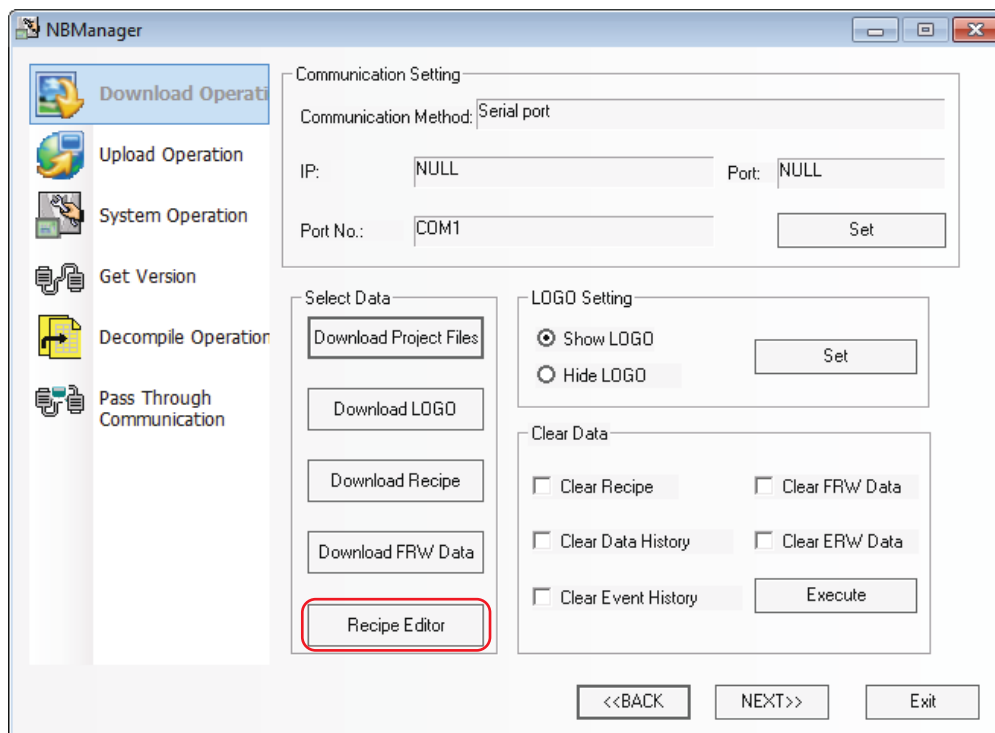 NBManager
Download Operati
Upload Operation
System Operation
Get Version
Decompile Operation
Pass Through
Communication
Communication Setting
Communication Method: Serial port
IP: NULL Port: NULL
Port No.: COM1 Set
Select Data
Download Project Files
Download LOGO
Download Recipe
Download FRW Data
Recipe Editor
LOGO Setting
Show LOGO
Hide LOGO
Set
Clear Data
Clear Recipe Clear FRW Data
Clear Data History Clear ERW Data
Clear Event History Execute
<<BACK NEXT>> Exit